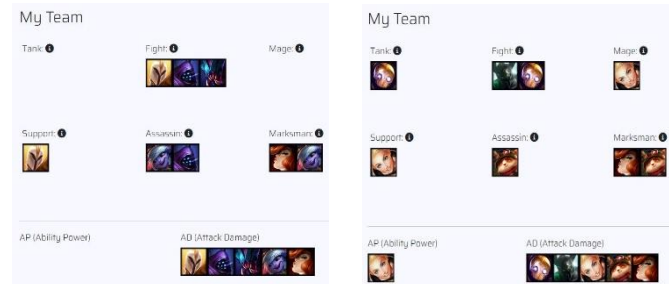 My Team
Tank:
Fight:
Mage:
Support:
Assassin:
Marksman:
AP (Ability Power)
AD (Attack Damage)
My Team
Tank:
Fight:
Mage:
Support:
Assassin:
Marksman:
AP (Ability Power)
AD (Attack Damage)